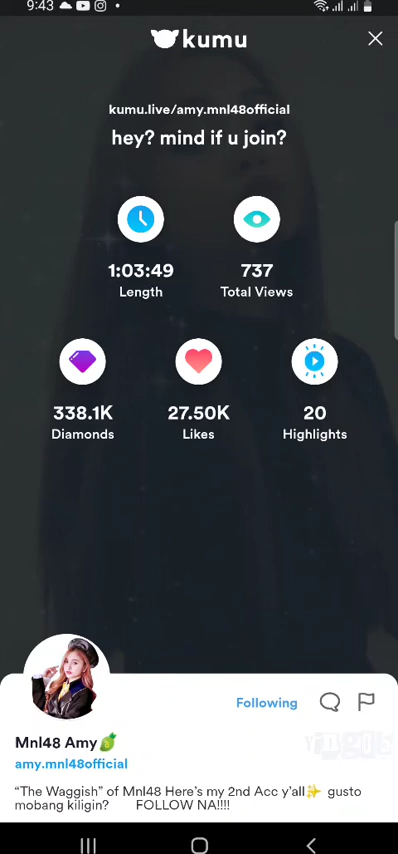 9:43
kumu
kumu.live/amy.mnl48official
hey? mind if u join?
1:03:49 737
Length Total Views
338.1K 27.50K 20
Diamonds Likes Highlights
Following
Mnl48 Amy
amy.mnl48official
“The Waggish” of Mnl48 Here’s my 2nd Acc y’all✨ gusto
mobang kiligin? FOLLOW NA!!!!